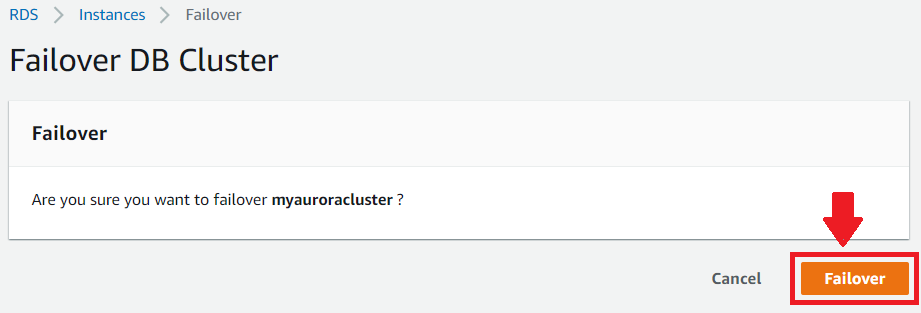 RDS > Instances > Failover
Failover DB Cluster
Failover
Are you sure you want to failover myauroracluster ?
Cancel Failover